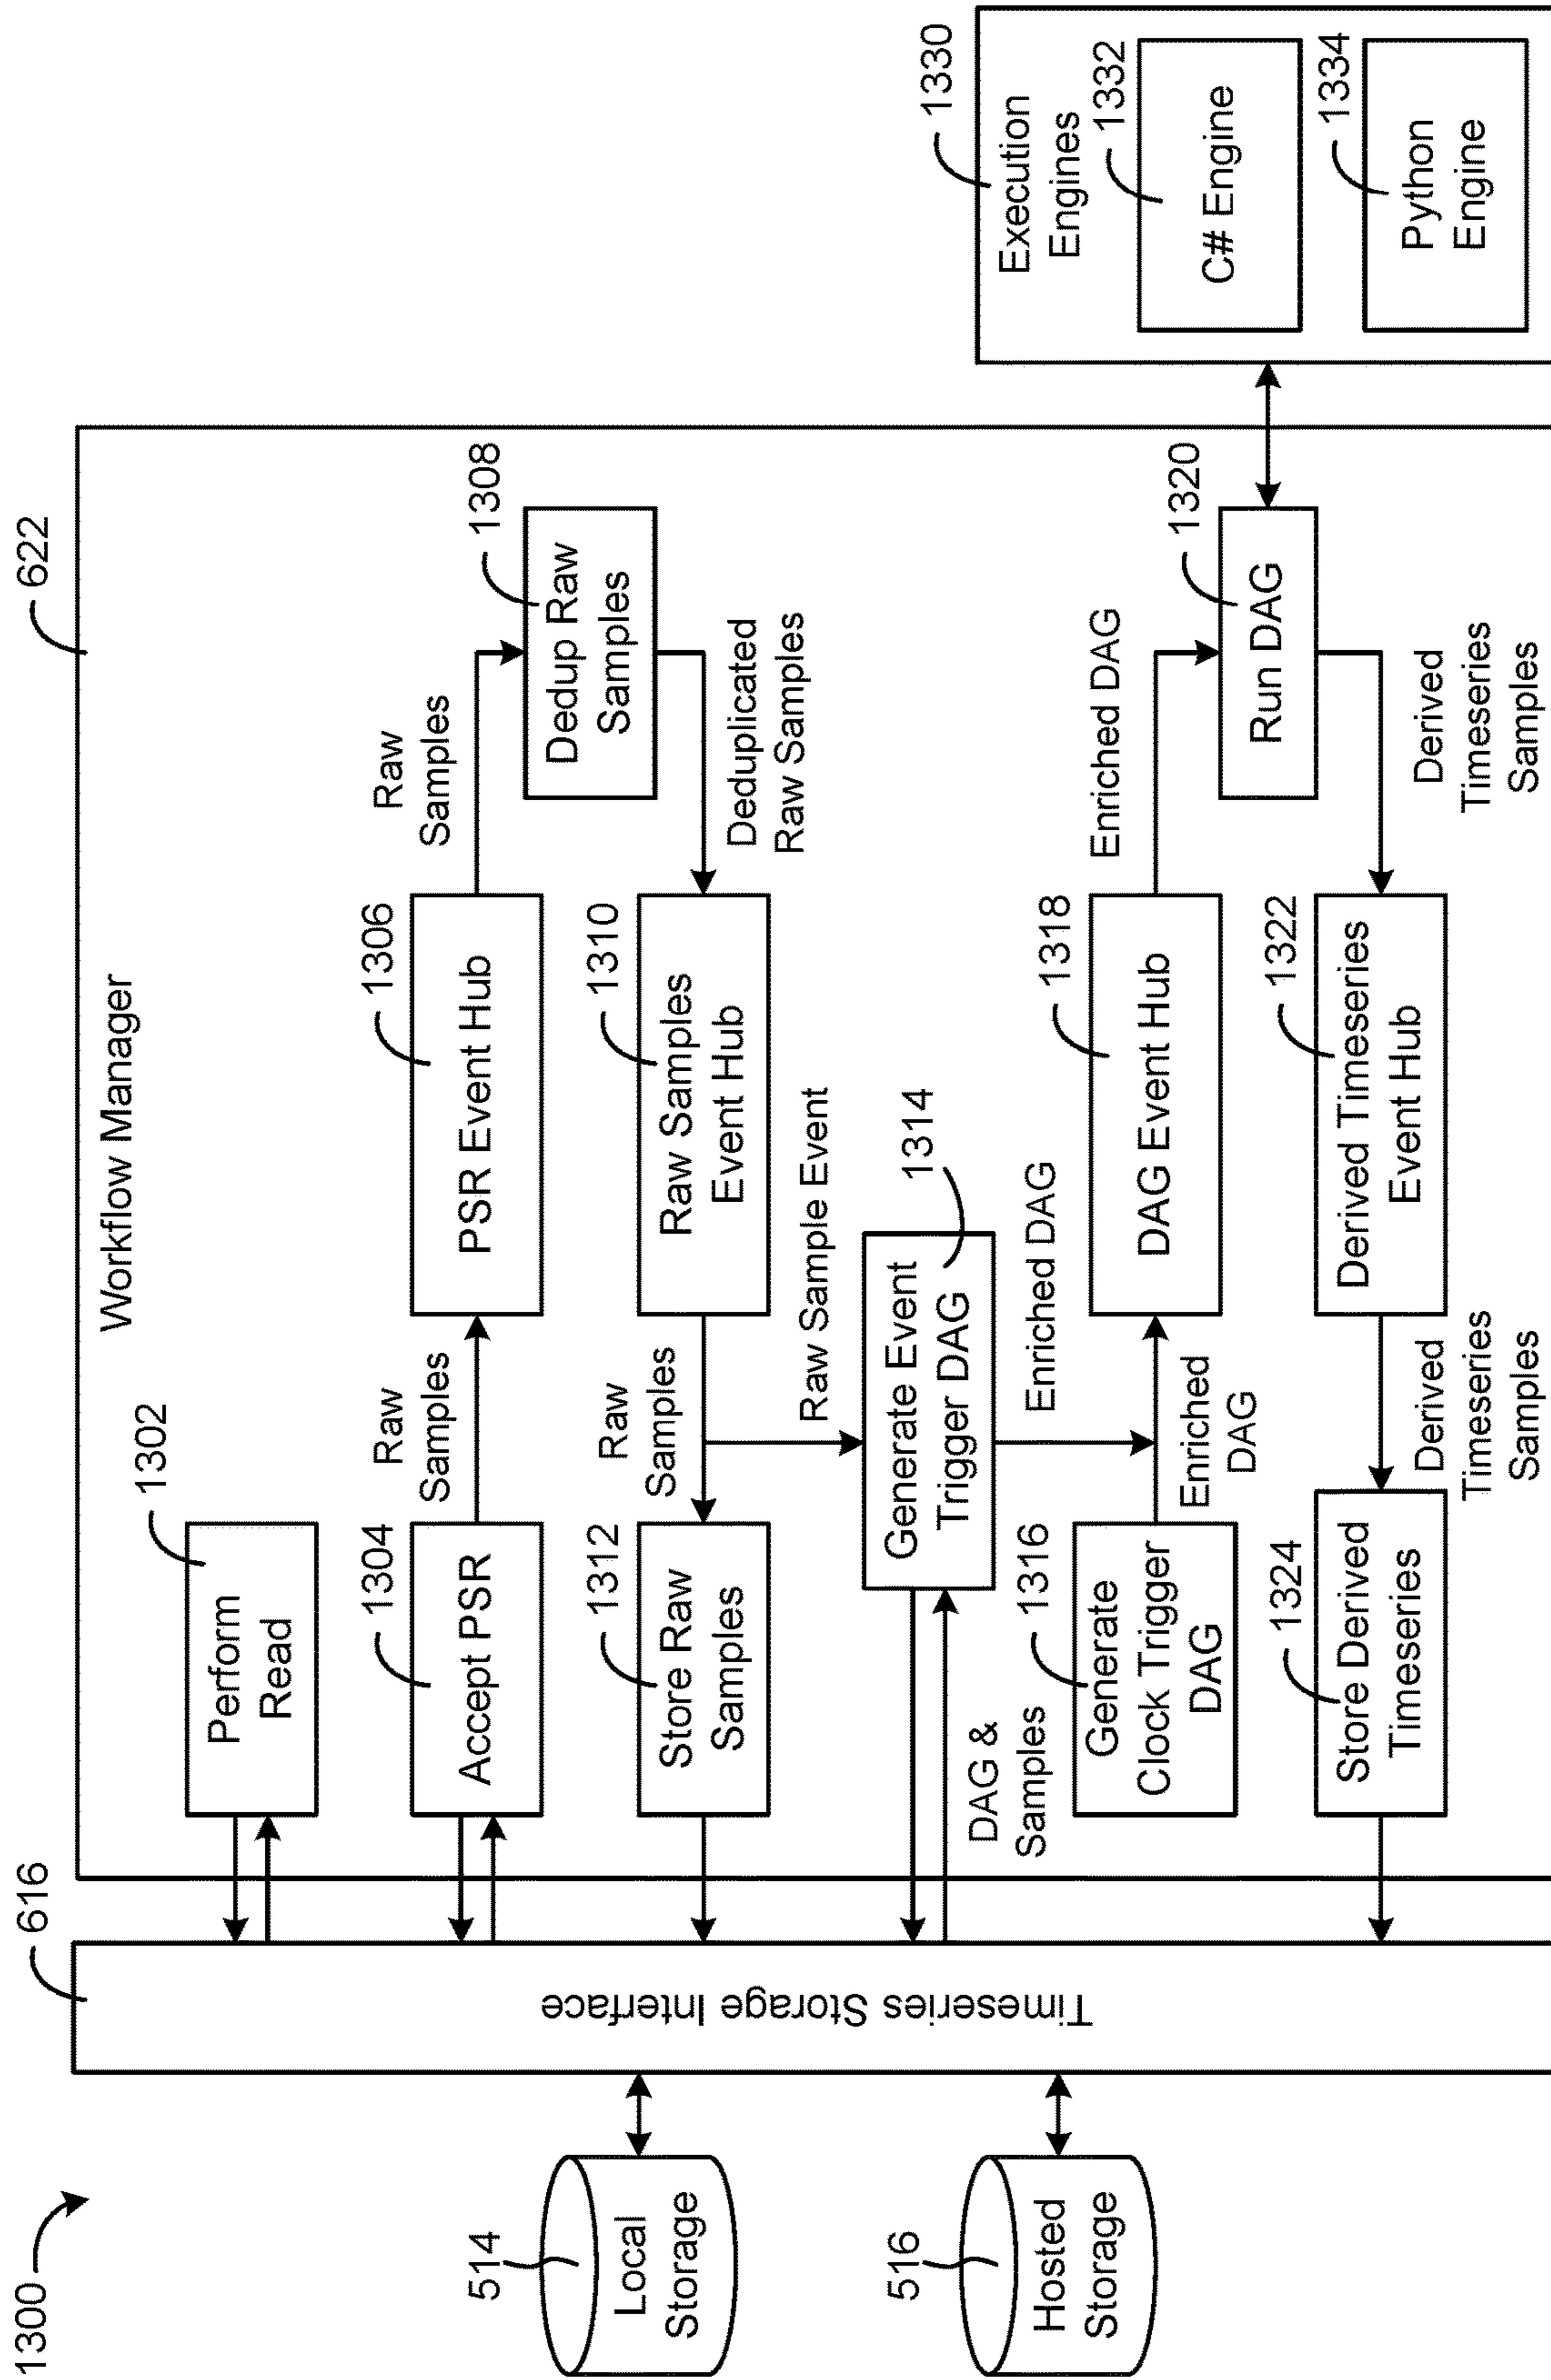 1300
514
Local
Storage
516
Hosted
Storage
616
Timeseries Storage Interface
622
Workflow Manager
1302
Perform
Read
1304
Accept PSR
Raw
Samples
1306
PSR Event Hub
Raw
Samples
1308
Dedup Raw
Samples
Deduplicated
Raw Samples
1310
Raw Samples
Event Hub
Raw
Samples
1312
Store Raw
Samples
Raw Sample Event
1314
Generate Event
Trigger DAG
DAG &
Samples
Enriched DAG
1316
Generate
Clock Trigger
DAG
Enriched
DAG
1318
DAG Event Hub
Enriched DAG
1320
Run DAG
Derived
Timeseries
Samples
1322
Derived Timeseries
Event Hub
Derived
Timeseries
Samples
1324
Store Derived
Timeseries
1330
Execution
Engines
1332
C# Engine
1334
Python
Engine